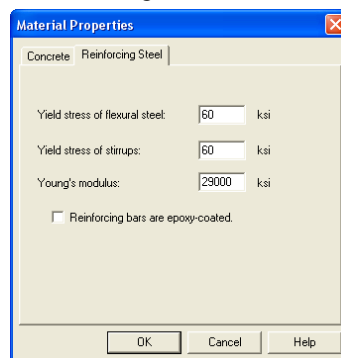 Material Properties
Concrete Reinforcing Steel
Yield stress of flexural steel: 60 ksi
Yield stress of stirrups: 60 ksi
Young's modulus: 29000 ksi
Reinforcing bars are epoxy-coated.
OK Cancel Help